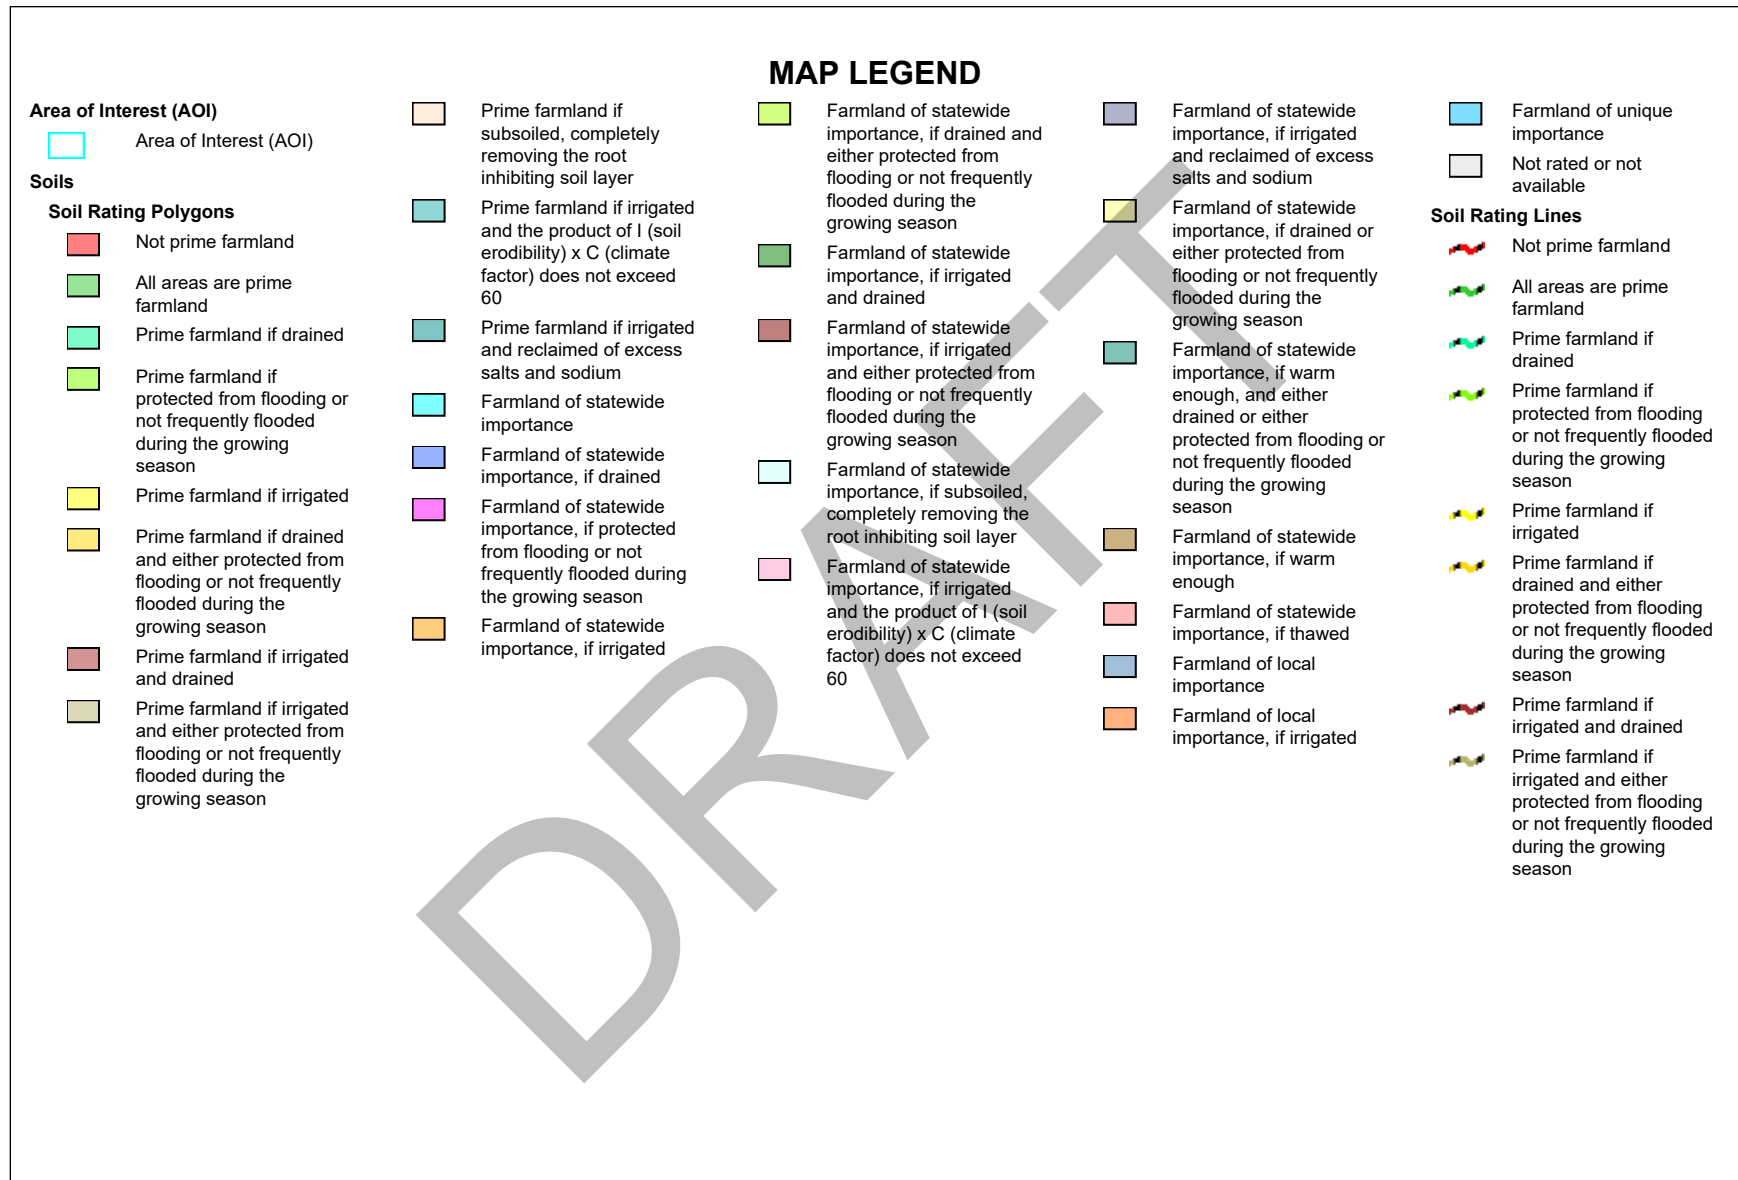 MAP LEGEND
Area of Interest (AOI)
Area of Interest (AOI)
Soils
Soil Rating Polygons
Not prime farmland
All areas are prime
farmland
Prime farmland if drained
Prime farmland if
protected from flooding or
not frequently flooded
during the growing
season
Prime farmland if irrigated
Prime farmland if drained
and either protected from
flooding or not frequently
flooded during the
growing season
Prime farmland if irrigated
and drained
Prime farmland if irrigated
and either protected from
flooding or not frequently
flooded during the
growing season
Prime farmland if
subsoiled, completely
removing the root
inhibiting soil layer
Prime farmland if irrigated
and the product of I (soil
erodibility) x C (climate
factor) does not exceed
60
Prime farmland if irrigated
and reclaimed of excess
salts and sodium
Farmland of statewide
importance
Farmland of statewide
importance, if drained
Farmland of statewide
importance, if protected
from flooding or not
frequently flooded during
the growing season
Farmland of statewide
importance, if irrigated
Farmland of statewide
importance, if drained and
either protected from
flooding or not frequently
flooded during the
growing season
Farmland of statewide
importance, if irrigated
and drained
Farmland of statewide
importance, if irrigated
and either protected from
flooding or not frequently
flooded during the
growing season
Farmland of statewide
importance, if subsoiled,
completely removing the
root inhibiting soil layer
Farmland of statewide
importance, if irrigated
and the product of I (soil
erodibility) x C (climate
factor) does not exceed
60
Farmland of statewide
importance, if irrigated
and reclaimed of excess
salts and sodium
Farmland of statewide
importance, if drained or
either protected from
flooding or not frequently
flooded during the
growing season
Farmland of statewide
importance, if warm
enough, and either
drained or either
protected from flooding or
not frequently flooded
during the growing
season
Farmland of statewide
importance, if warm
enough
Farmland of statewide
importance, if thawed
Farmland of local
importance
Farmland of local
importance, if irrigated
Farmland of unique
importance
Not rated or not
available
Soil Rating Lines
Not prime farmland
All areas are prime
farmland
Prime farmland if
drained
Prime farmland if
protected from flooding
or not frequently flooded
during the growing
season
Prime farmland if
irrigated
Prime farmland if
drained and either
protected from flooding
or not frequently flooded
during the growing
season
Prime farmland if
irrigated and drained
Prime farmland if
irrigated and either
protected from flooding
or not frequently flooded
during the growing
season
DRAFT